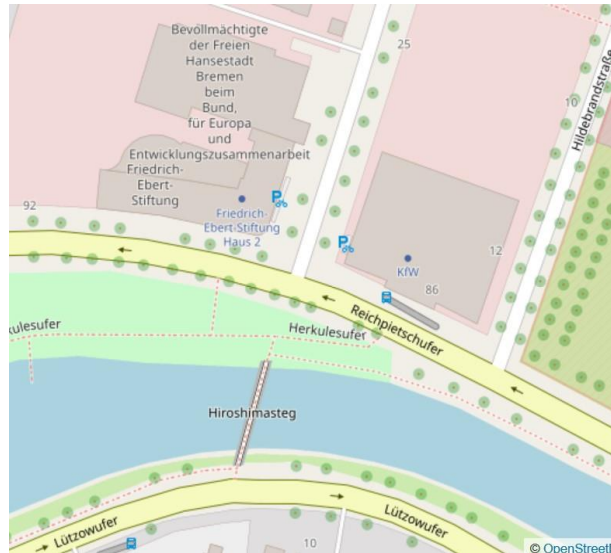 Bevollmächtigte
der Freien
Hansestadt
Bremen
beim
Bund,
für Europa
und
Entwicklungszusammenarbeit
Friedrich-
Ebert-
Stiftung
Friedrich-
Ebert-Stiftung
Haus 2
92
25
10
Hildebrandstraße
12
KfW
86
Reichpietschufer
kulesufer
Herkulesufer
Hiroshimasteg
Lützowufer
Lützowufer
10
© OpenStreetM